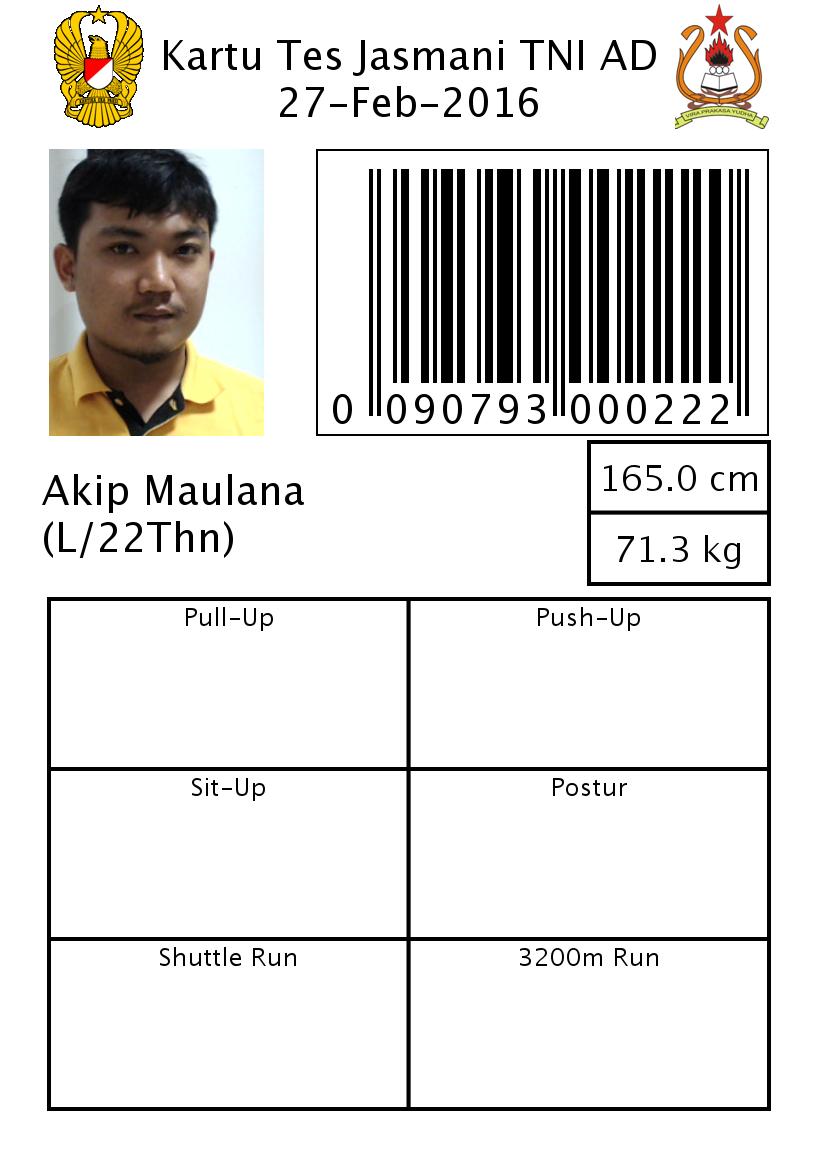 Kartu Tes Jasmani TNI AD
27-Feb-2016
VIRA PRAKASA YUDHA
0 090793 000222
165.0 cm
Akip Maulana
(L/22Thn)
71.3 kg
Pull-Up
Push-Up
Sit-Up
Postur
Shuttle Run
3200m Run